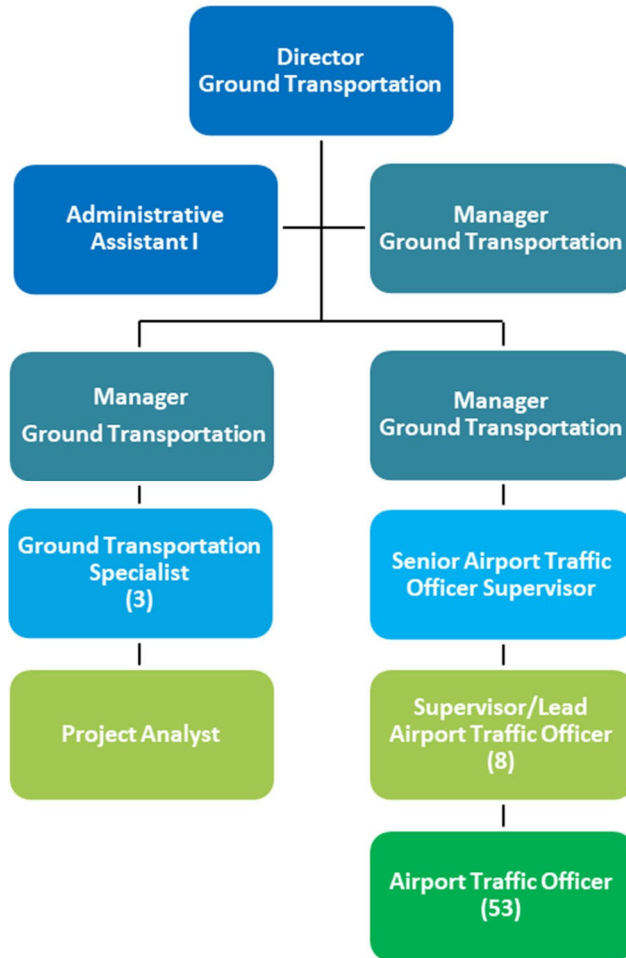 Director
Ground Transportation
Administrative
Assistant I
Manager
Ground Transportation
Manager
Ground Transportation
Manager
Ground Transportation
Ground Transportation
Specialist
(3)
Senior Airport Traffic
Officer Supervisor
Project Analyst
Supervisor/Lead
Airport Traffic Officer
(8)
Airport Traffic Officer
(53)